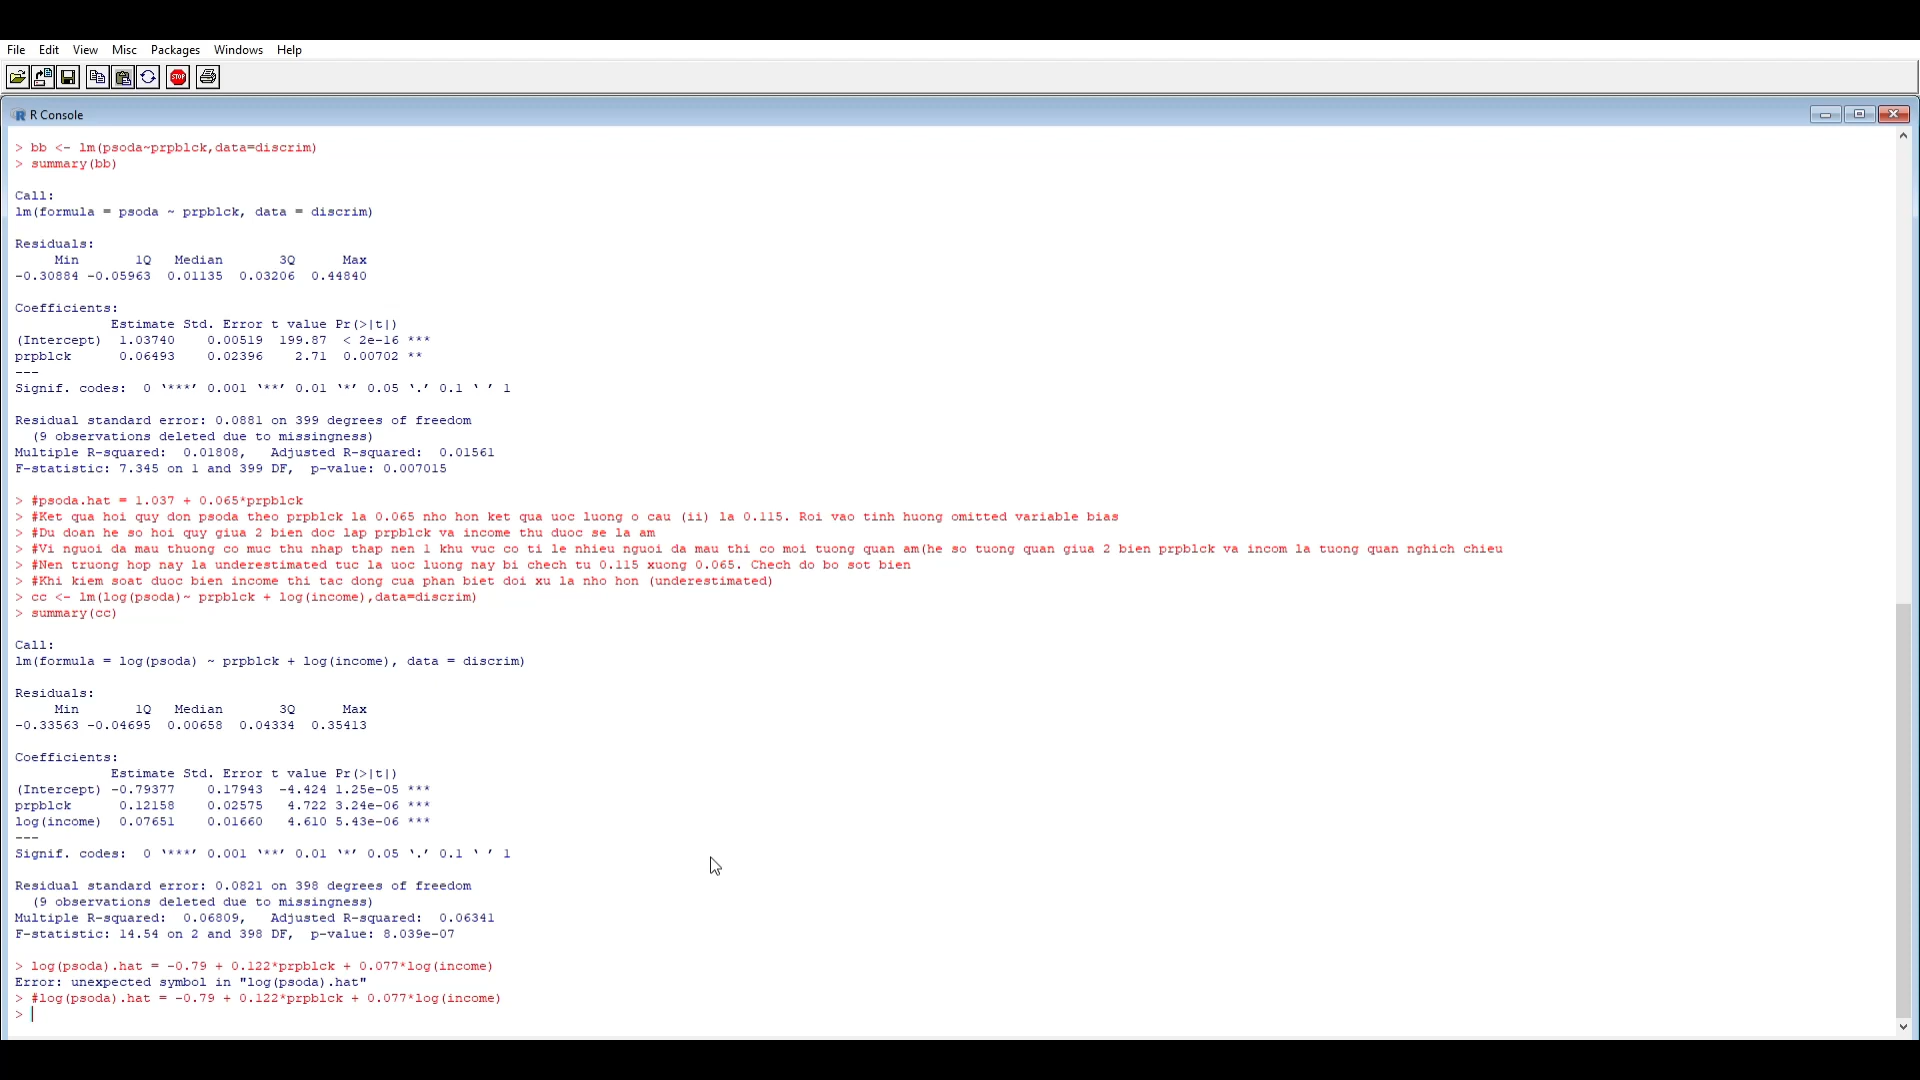 File Edit View Misc Packages Windows Help
STOP
R R Console
> bb <- lm(psoda~prpblck,data=discrim)
> summary(bb)
Call:
lm(formula = psoda ~ prpblck, data = discrim)
Residuals:
Min 1Q Median 3Q Max
-0.30884 -0.05963 0.01135 0.03206 0.44840
Coefficients:
Estimate Std. Error t value Pr(>|t|)
(Intercept) 1.03740 0.00519 199.87 < 2e-16 ***
prpblck 0.06493 0.02396 2.71 0.00702 **
---
Signif. codes: 0 ‘***’ 0.001 ‘**’ 0.01 ‘*’ 0.05 ‘.’ 0.1 ‘ ’ 1
Residual standard error: 0.0881 on 399 degrees of freedom
(9 observations deleted due to missingness)
Multiple R-squared: 0.01808, Adjusted R-squared: 0.01561
F-statistic: 7.345 on 1 and 399 DF, p-value: 0.007015
> #psoda.hat = 1.037 + 0.065*prpblck
> #Ket qua hoi quy don psoda theo prpblck la 0.065 nho hon ket qua uoc luong o cau (ii) la 0.115. Roi vao tinh huong omitted variable bias
> #Du doan he so hoi quy giua 2 bien doc lap prpblck va income thu duoc se la am
> #Vi nguoi da mau thuong co muc thu nhap thap nen 1 khu vuc co ti le nhieu nguoi da mau thi co moi tuong quan am(he so tuong quan giua 2 bien prpblck va incom la tuong quan nghich chieu
> #Nen truong hop nay la underestimated tuc la uoc luong nay bi chech tu 0.115 xuong 0.065. Chech do bo sot bien
> #Khi kiem soat duoc bien income thi tac dong cua phan biet doi xu la nho hon (underestimated)
> cc <- lm(log(psoda)~ prpblck + log(income),data=discrim)
> summary(cc)
Call:
lm(formula = log(psoda) ~ prpblck + log(income), data = discrim)
Residuals:
Min 1Q Median 3Q Max
-0.33563 -0.04695 0.00658 0.04334 0.35413
Coefficients:
Estimate Std. Error t value Pr(>|t|)
(Intercept) -0.79377 0.17943 -4.424 1.25e-05 ***
prpblck 0.12158 0.02575 4.722 3.24e-06 ***
log(income) 0.07651 0.01660 4.610 5.43e-06 ***
---
Signif. codes: 0 ‘***’ 0.001 ‘**’ 0.01 ‘*’ 0.05 ‘.’ 0.1 ‘ ’ 1
Residual standard error: 0.0821 on 398 degrees of freedom
(9 observations deleted due to missingness)
Multiple R-squared: 0.06809, Adjusted R-squared: 0.06341
F-statistic: 14.54 on 2 and 398 DF, p-value: 8.039e-07
> log(psoda).hat = -0.79 + 0.122*prpblck + 0.077*log(income)
Error: unexpected symbol in "log(psoda).hat"
> #log(psoda).hat = -0.79 + 0.122*prpblck + 0.077*log(income)
>